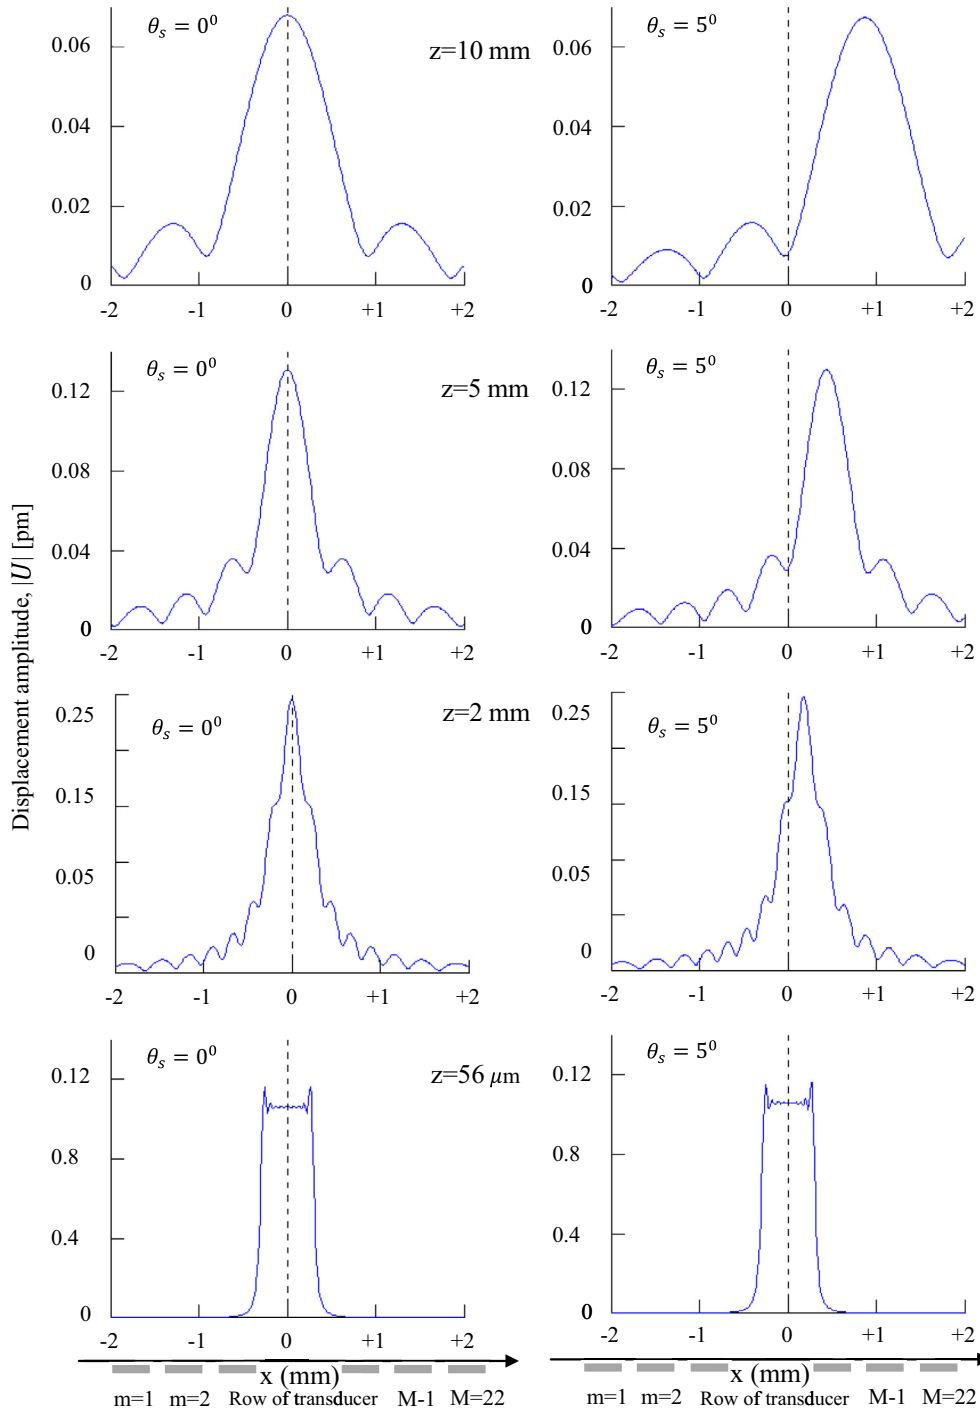 θs = 0⁰
z=10 mm
θs = 5⁰
0.06
0.04
0.02
0
-2 -1 0 +1 +2
0.06
0.04
0.02
0
-2 -1 0 +1 +2
θs = 0⁰
z=5 mm
θs = 5⁰
0.12
0.08
0.04
0
-2 -1 0 +1 +2
0.12
0.08
0.04
0
-2 -1 0 +1 +2
Displacement amplitude, |U| [pm]
θs = 0⁰
z=2 mm
θs = 5⁰
0.25
0.15
0.05
0
-2 -1 0 +1 +2
0.25
0.15
0.05
0
-2 -1 0 +1 +2
θs = 0⁰
z=56 μm
θs = 5⁰
0.12
0.8
0.4
0
-2 -1 0 +1 +2
0.12
0.8
0.4
0
-2 -1 0 +1 +2
x (mm)
m=1 m=2 Row of transducer M-1 M=22
x (mm)
m=1 m=2 Row of transducer M-1 M=22